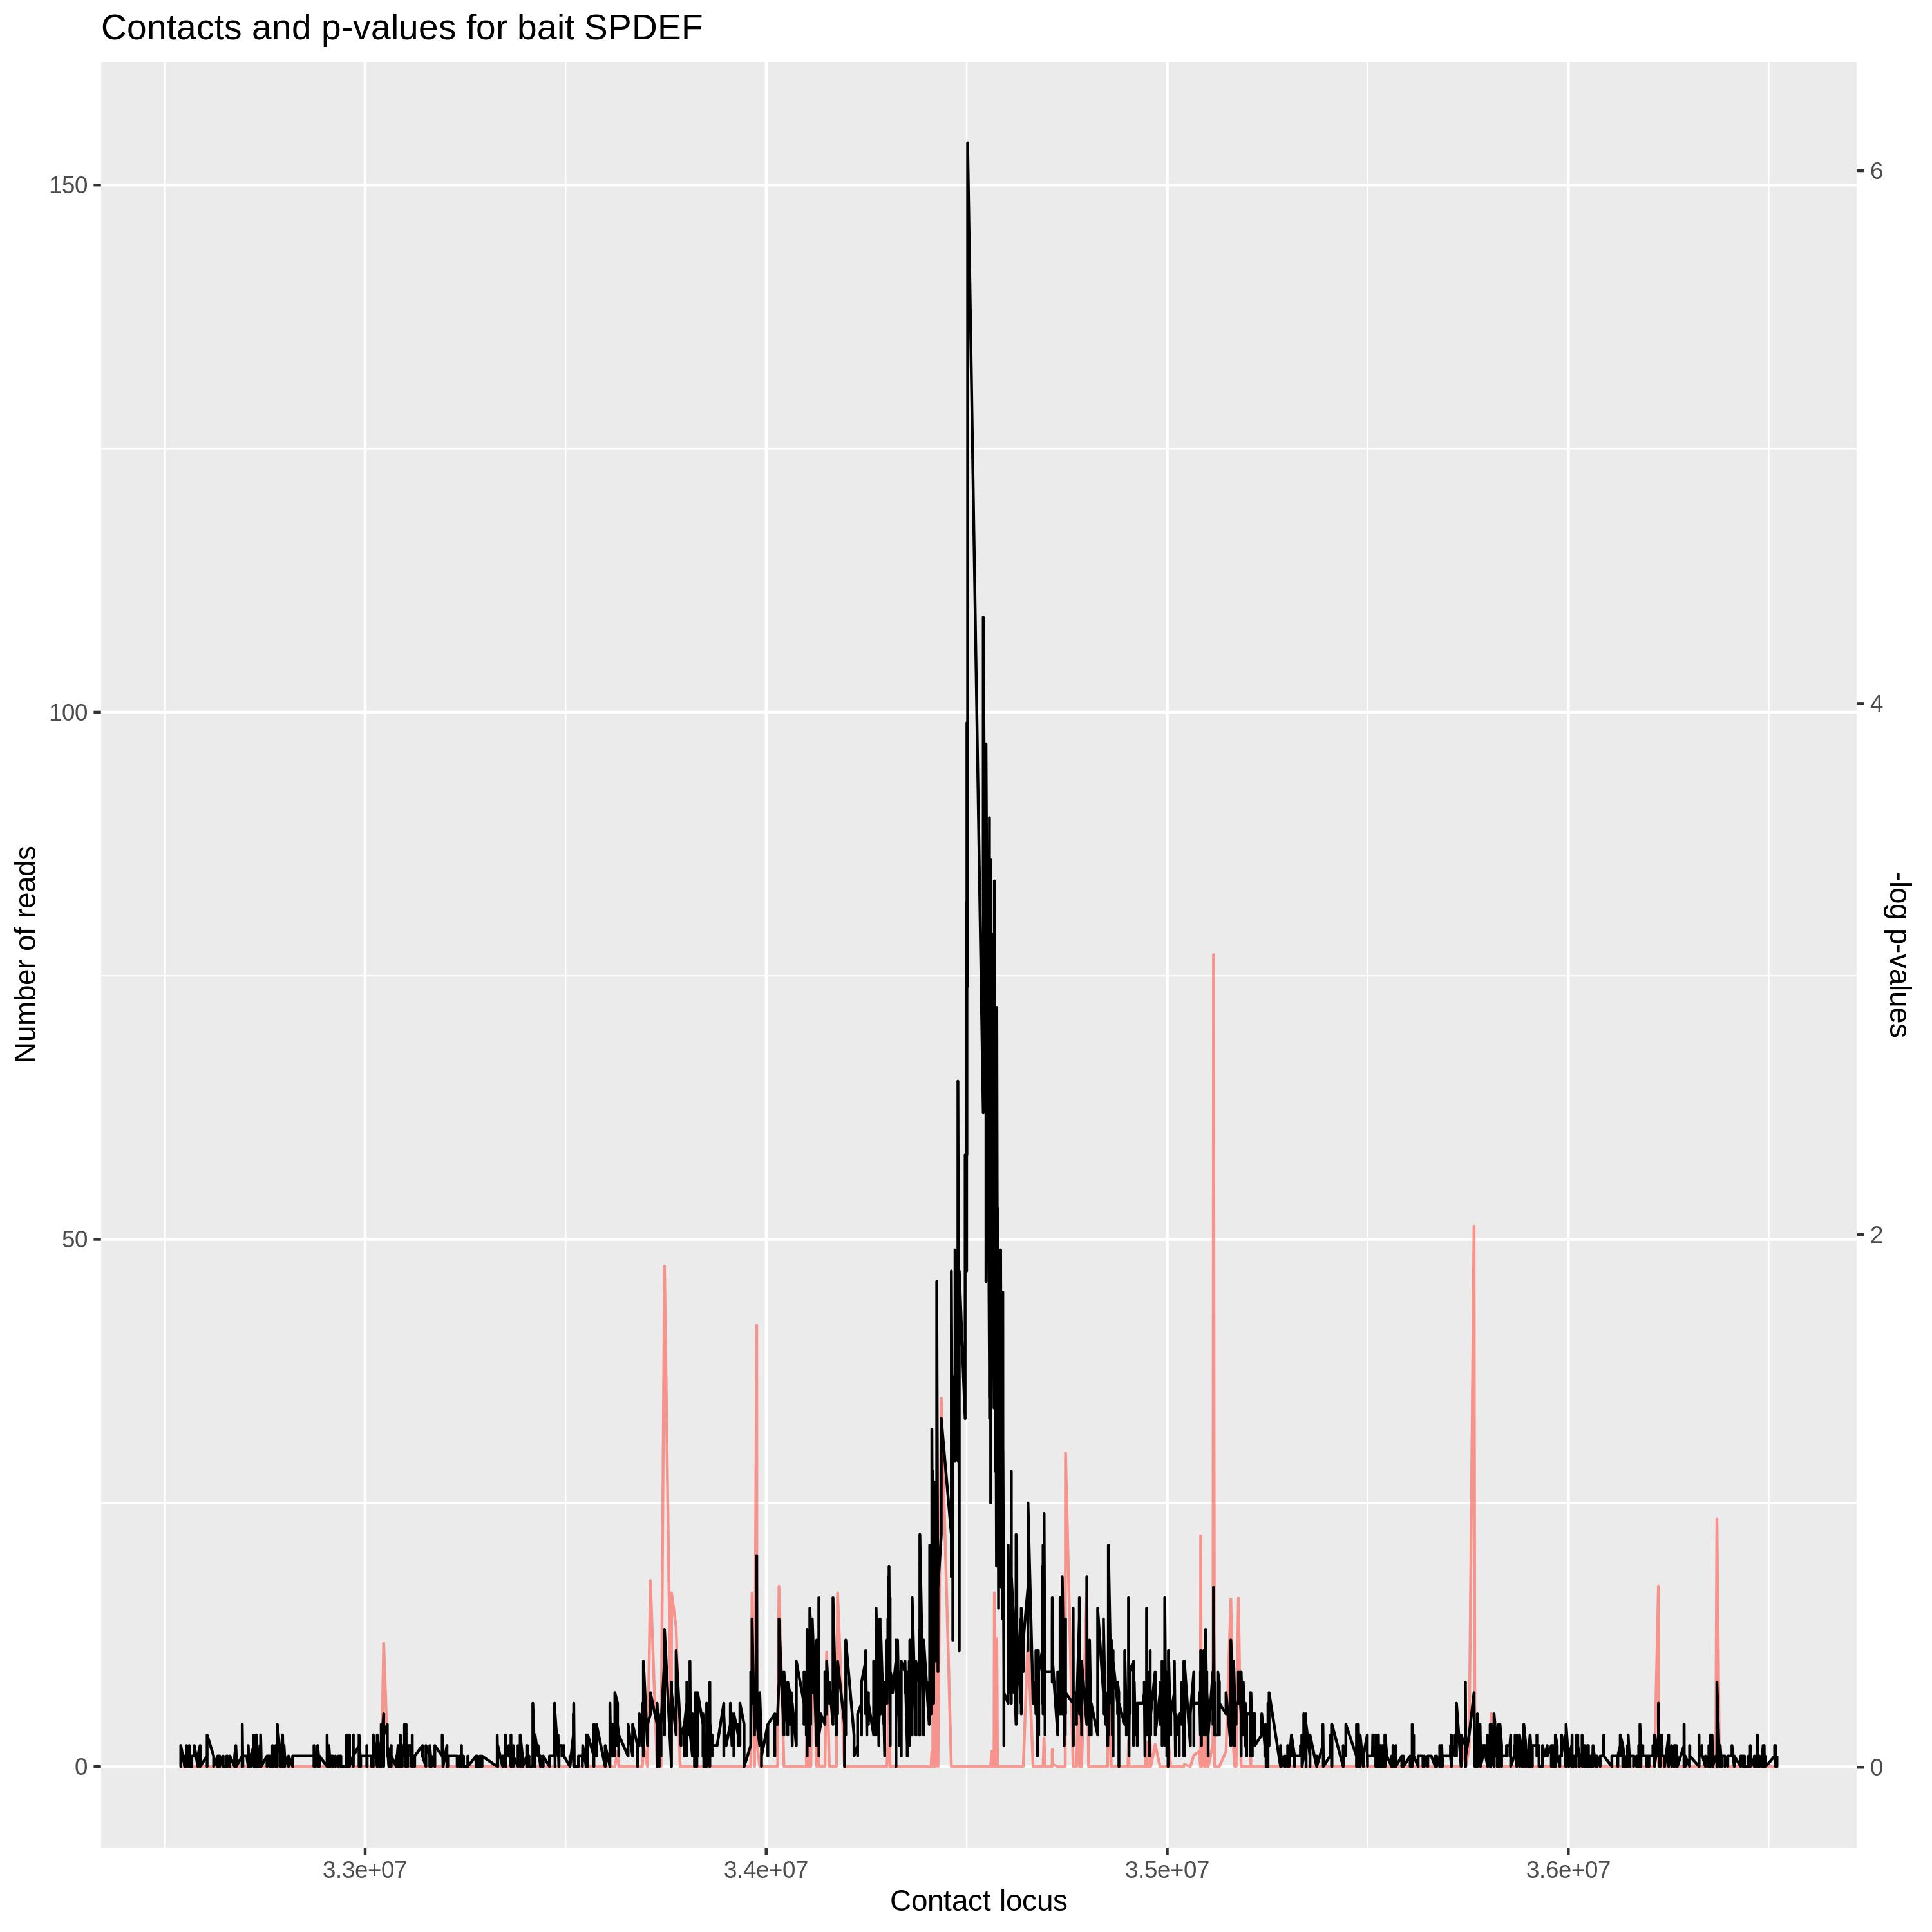 Contacts and p-values for bait SPDEF
150
100
50
0
Number of reads
6
4
2
0
-log p-values
3.3e+07
3.4e+07
3.5e+07
3.6e+07
Contact locus